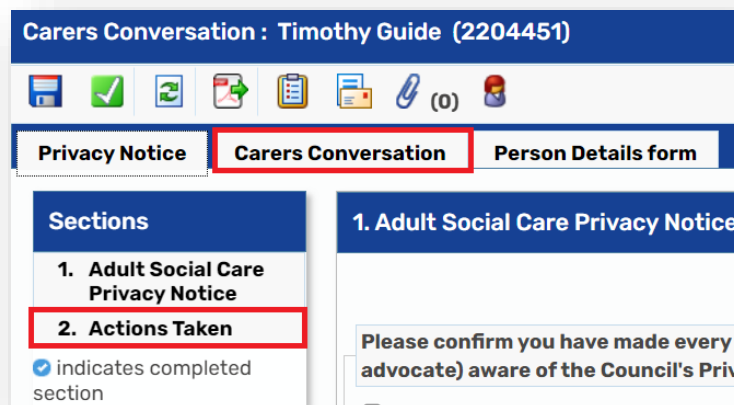 Carers Conversation : Timothy Guide (2204451)
(0)
Privacy Notice Carers Conversation Person Details form
Sections
1. Adult Social Care
Privacy Notice
2. Actions Taken
indicates completed
section
1. Adult Social Care Privacy Notice
Please confirm you have made every
advocate) aware of the Council's Priv